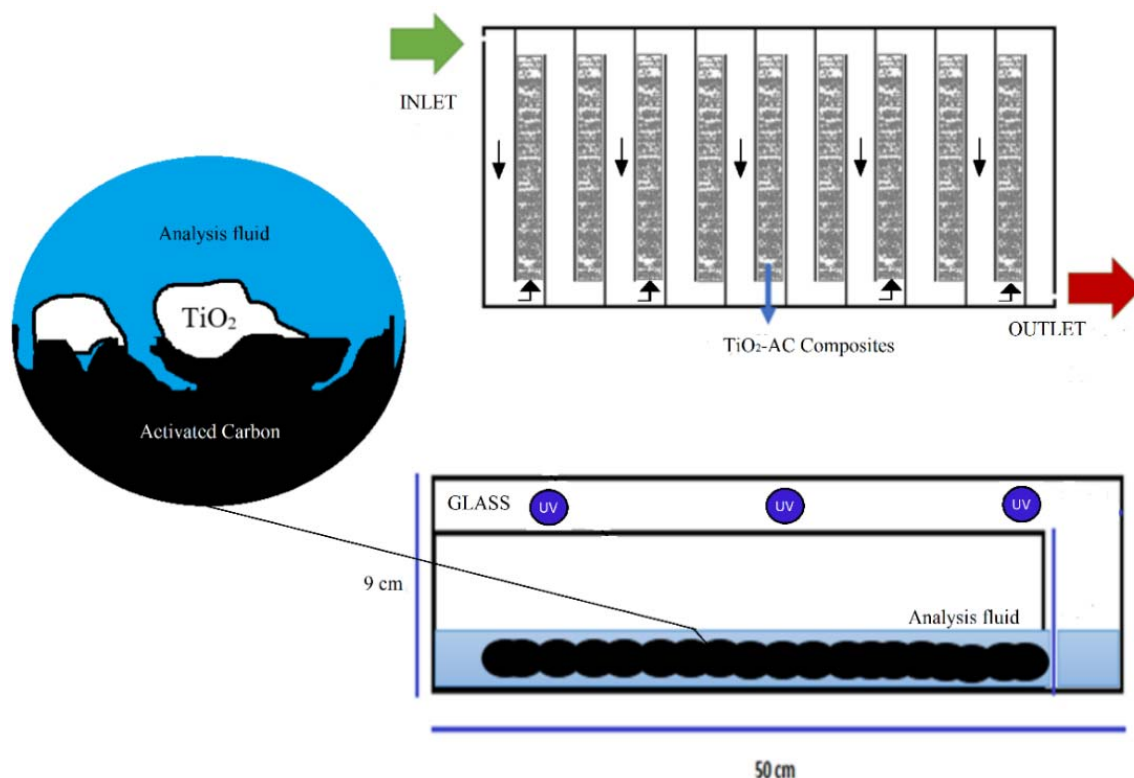 INLET
OUTLET
TiO₂-AC Composites
Analysis fluid
TiO₂
Activated Carbon
GLASS
UV
UV
UV
9 cm
Analysis fluid
50 cm